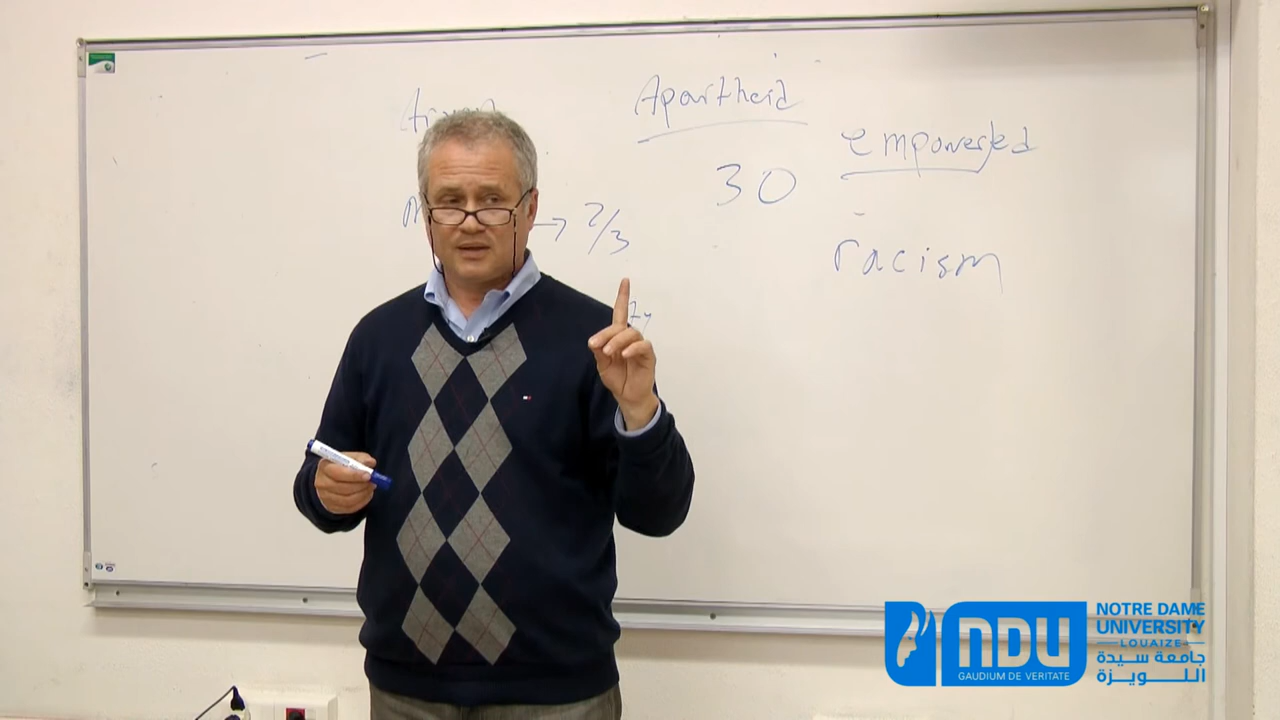 Apartheid
empowered
30
→ 2/3
racism
NDU
GAUDIUM DE VERITATE
NOTRE DAME
UNIVERSITY
LOUAIZE
جامعة سيدة
اللويزة